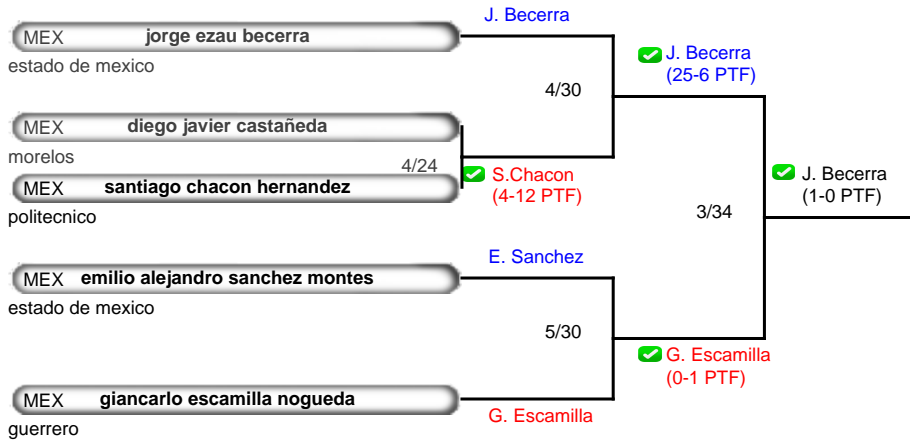 J. Becerra
MEX jorge ezau becerra
estado de mexico
J. Becerra
(25-6 PTF)
4/30
MEX diego javier castañeda
morelos
4/24
S.Chacon
(4-12 PTF)
MEX santiago chacon hernandez
politecnico
J. Becerra
(1-0 PTF)
3/34
E. Sanchez
MEX emilio alejandro sanchez montes
estado de mexico
5/30
G. Escamilla
(0-1 PTF)
MEX giancarlo escamilla nogueda
G. Escamilla
guerrero